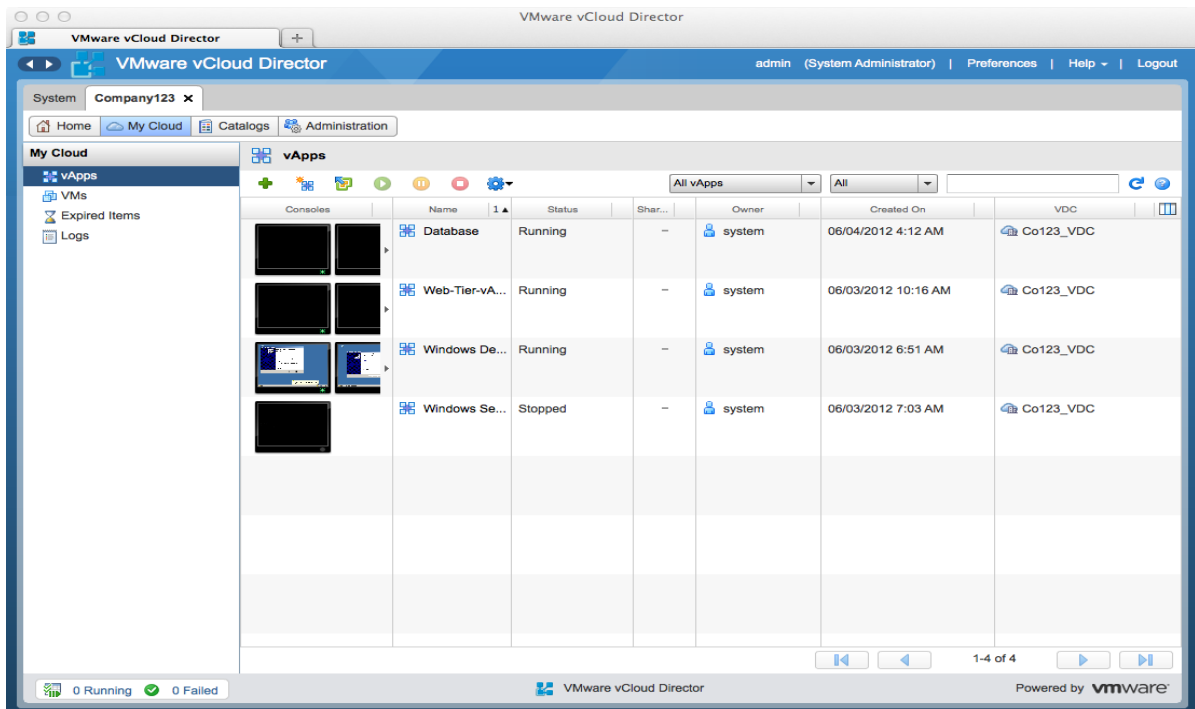 VMware vCloud Director
VMware vCloud Director
VMware vCloud Director admin (System Administrator) | Preferences | Help | Logout
System Company123 x
Home My Cloud Catalogs Administration
My Cloud
vApps
VMs
Expired Items
Logs
vApps
All vApps All
Consoles Name 1 Status Shar... Owner Created On VDC
Database Running – system 06/04/2012 4:12 AM Co123_VDC
Web-Tier-vA... Running – system 06/03/2012 10:16 AM Co123_VDC
Windows De... Running – system 06/03/2012 6:51 AM Co123_VDC
Windows Se... Stopped – system 06/03/2012 7:03 AM Co123_VDC
1-4 of 4
0 Running 0 Failed VMware vCloud Director Powered by vmware